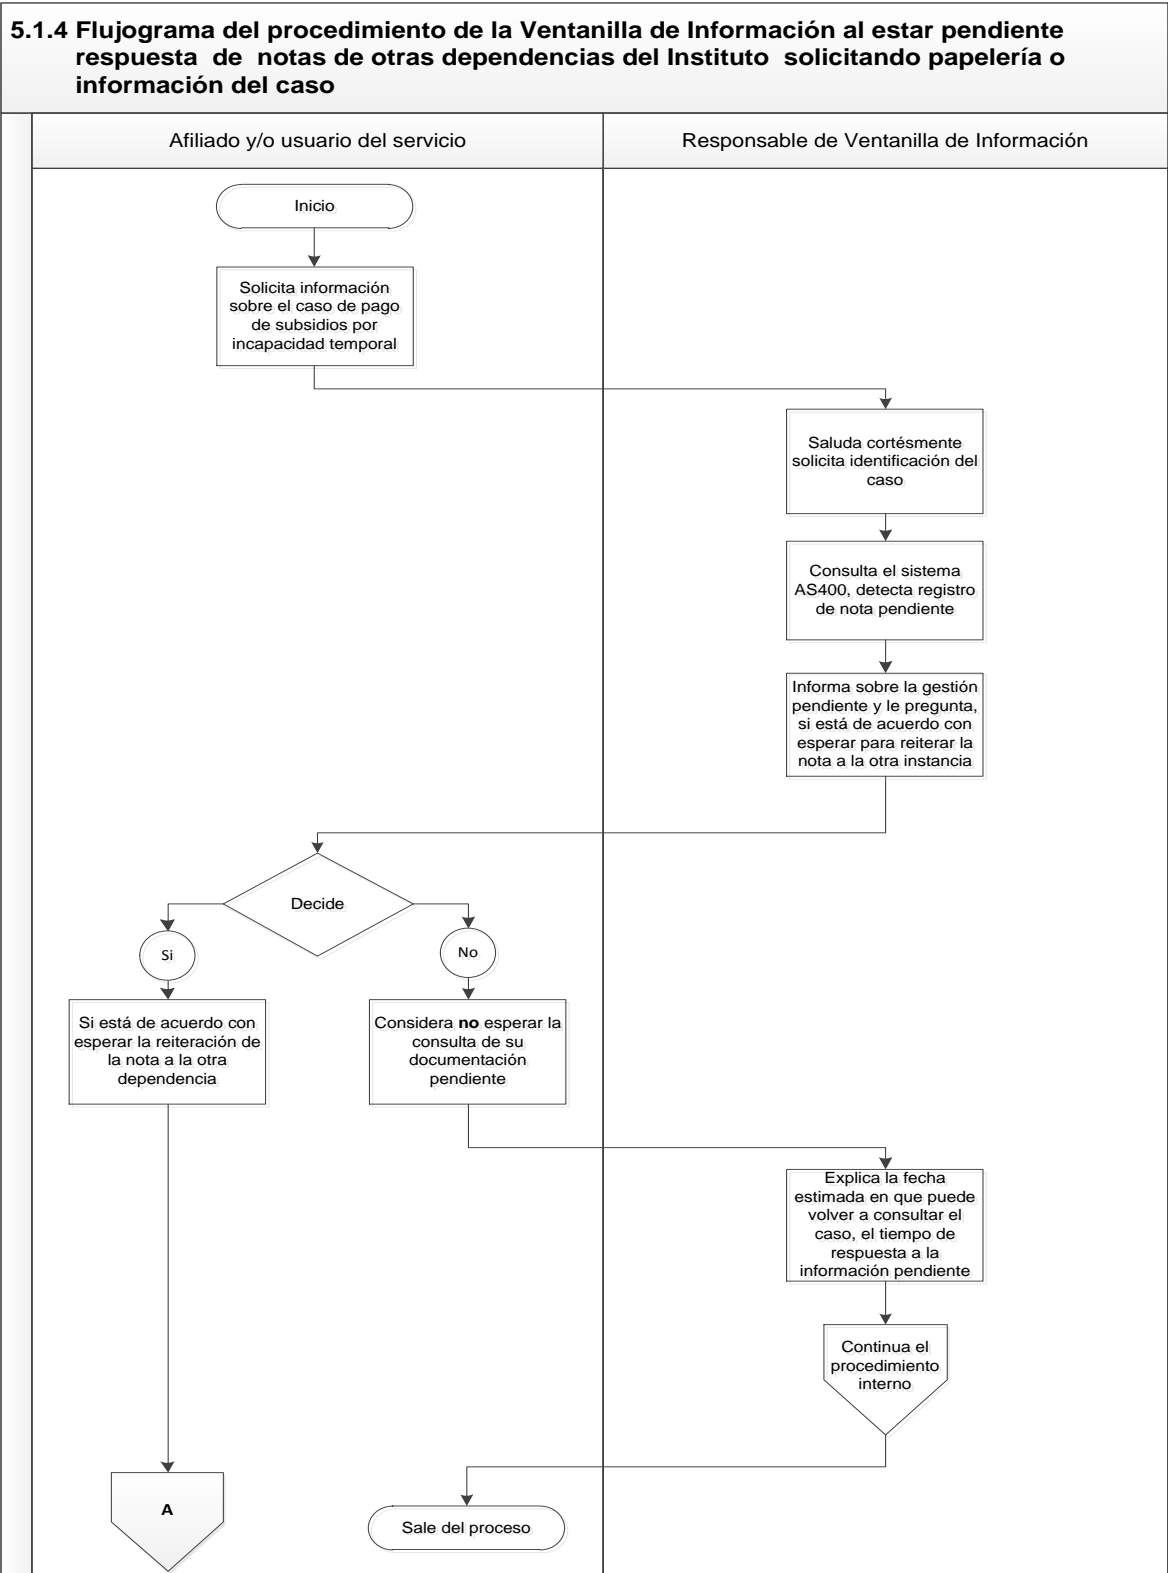 5.1.4 Flujograma del procedimiento de la Ventanilla de Información al estar pendiente
respuesta de notas de otras dependencias del Instituto solicitando papelería o
información del caso
Afiliado y/o usuario del servicio
Responsable de Ventanilla de Información
Inicio
Solicita información
sobre el caso de pago
de subsidios por
incapacidad temporal
Saluda cortésmente
solicita identificación del
caso
Consulta el sistema
AS400, detecta registro
de nota pendiente
Informa sobre la gestión
pendiente y le pregunta,
si está de acuerdo con
esperar para reiterar la
nota a la otra instancia
Decide
Si
No
Si está de acuerdo con
esperar la reiteración de
la nota a la otra
dependencia
Considera no esperar la
consulta de su
documentación
pendiente
Explica la fecha
estimada en que puede
volver a consultar el
caso, el tiempo de
respuesta a la
información pendiente
Continua el
procedimiento
interno
A
Sale del proceso